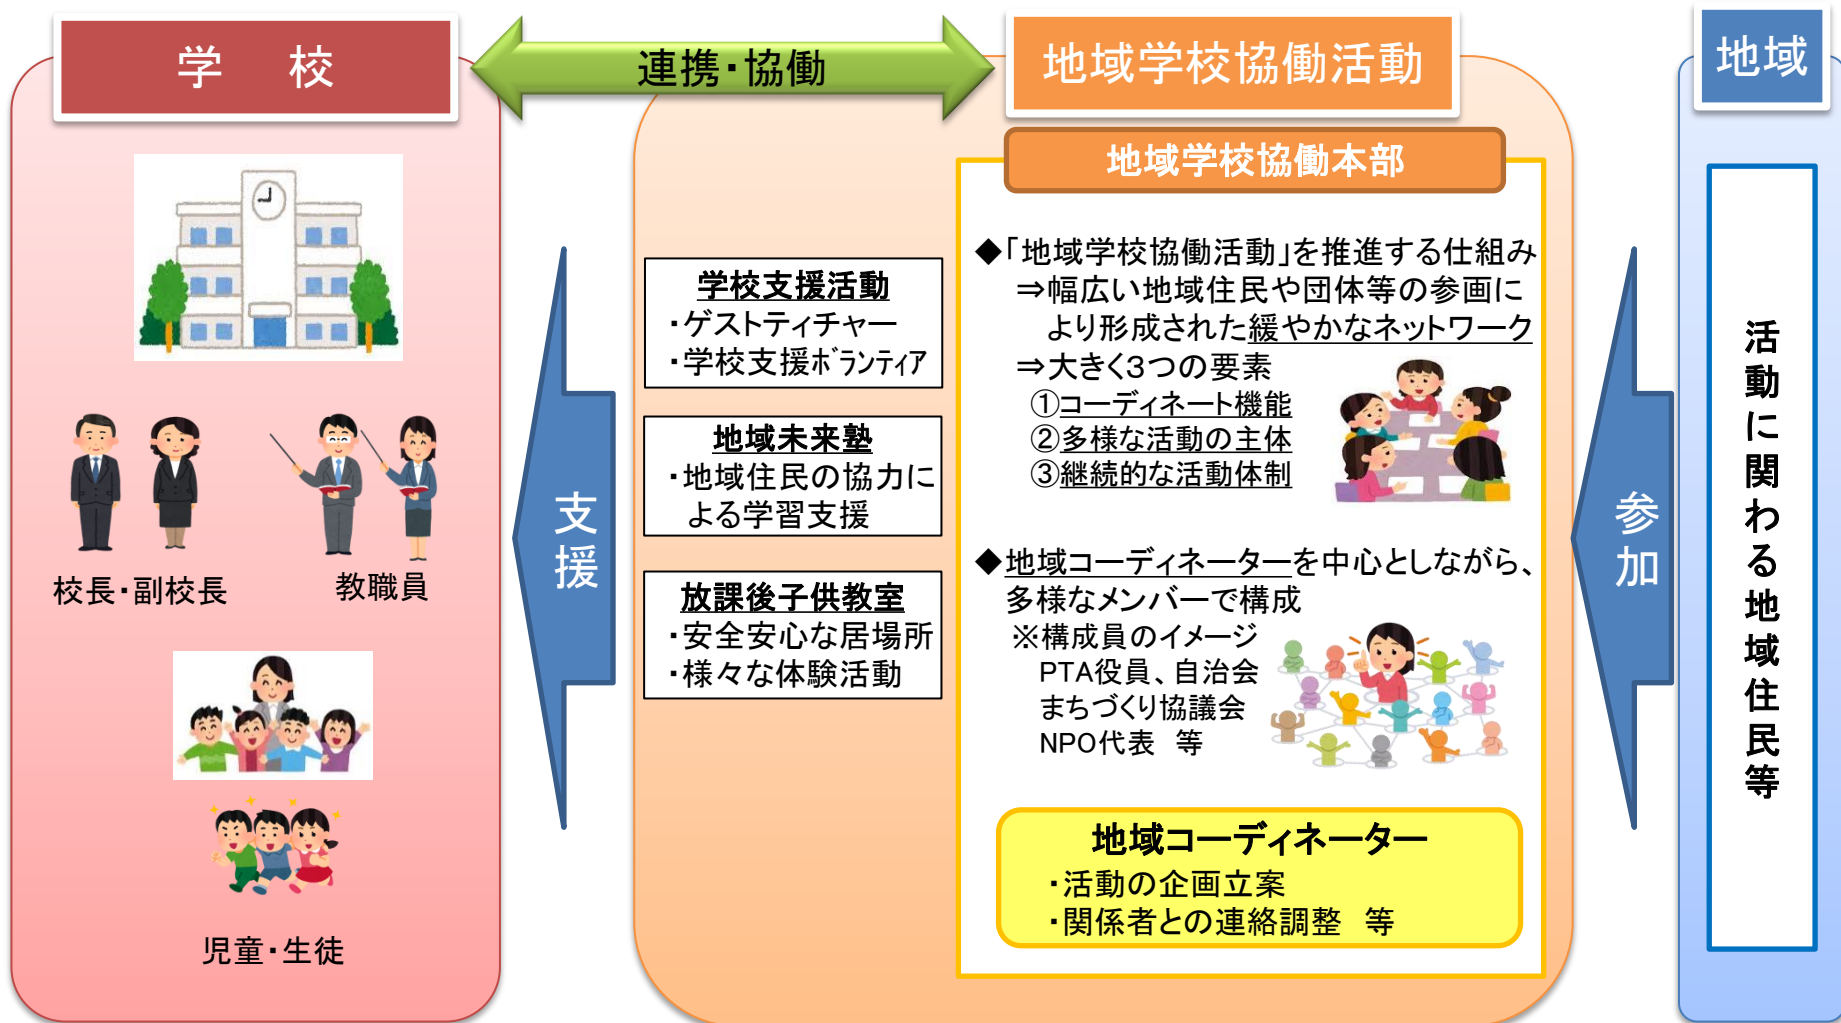 学　校
連携・協働
地域学校協働活動
地域
校長・副校長
教職員
児童・生徒
支援
学校支援活動
・ゲストティチャー
・学校支援ﾎﾞﾗﾝﾃｨｱ
地域未来塾
・地域住民の協力に
よる学習支援
放課後子供教室
・安全安心な居場所
・様々な体験活動
地域学校協働本部
◆「地域学校協働活動」を推進する仕組み
⇒幅広い地域住民や団体等の参画に
より形成された緩やかなネットワーク
⇒大きく3つの要素
①コーディネート機能
②多様な活動の主体
③継続的な活動体制
◆地域コーディネーターを中心としながら、
多様なメンバーで構成
※構成員のイメージ
PTA役員、自治会
まちづくり協議会
NPO代表　等
地域コーディネーター
・活動の企画立案
・関係者との連絡調整　等
参加
活動に関わる地域住民等